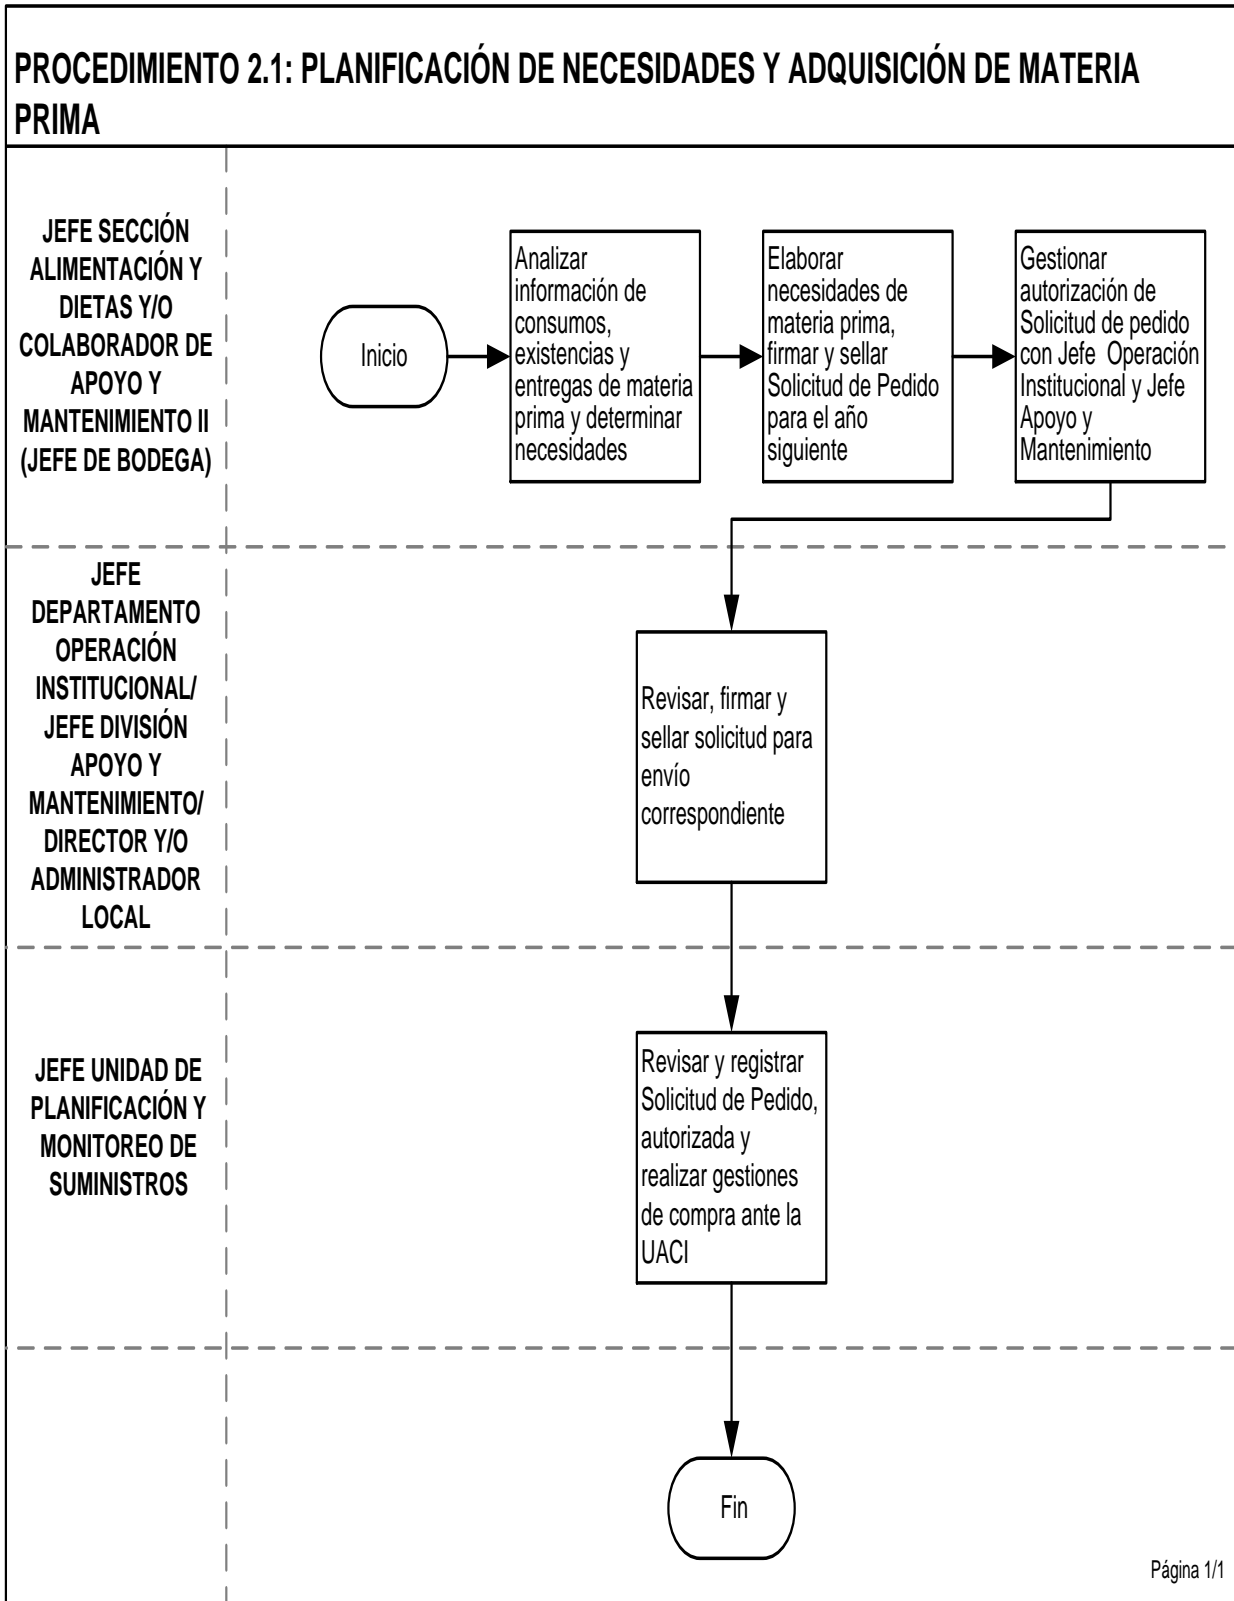 PROCEDIMIENTO 2.1: PLANIFICACIÓN DE NECESIDADES Y ADQUISICIÓN DE MATERIA
PRIMA
JEFE SECCIÓN
ALIMENTACIÓN Y
DIETAS Y/O
COLABORADOR DE
APOYO Y
MANTENIMIENTO II
(JEFE DE BODEGA)
Inicio
Analizar
información de
consumos,
existencias y
entregas de materia
prima y determinar
necesidades
Elaborar
necesidades de
materia prima,
firmar y sellar
Solicitud de Pedido
para el año
siguiente
Gestionar
autorización de
Solicitud de pedido
con Jefe Operación
Institucional y Jefe
Apoyo y
Mantenimiento
JEFE
DEPARTAMENTO
OPERACIÓN
INSTITUCIONAL/
JEFE DIVISIÓN
APOYO Y
MANTENIMIENTO/
DIRECTOR Y/O
ADMINISTRADOR
LOCAL
Revisar, firmar y
sellar solicitud para
envío
correspondiente
JEFE UNIDAD DE
PLANIFICACIÓN Y
MONITOREO DE
SUMINISTROS
Revisar y registrar
Solicitud de Pedido,
autorizada y
realizar gestiones
de compra ante la
UACI
Fin
Página 1/1